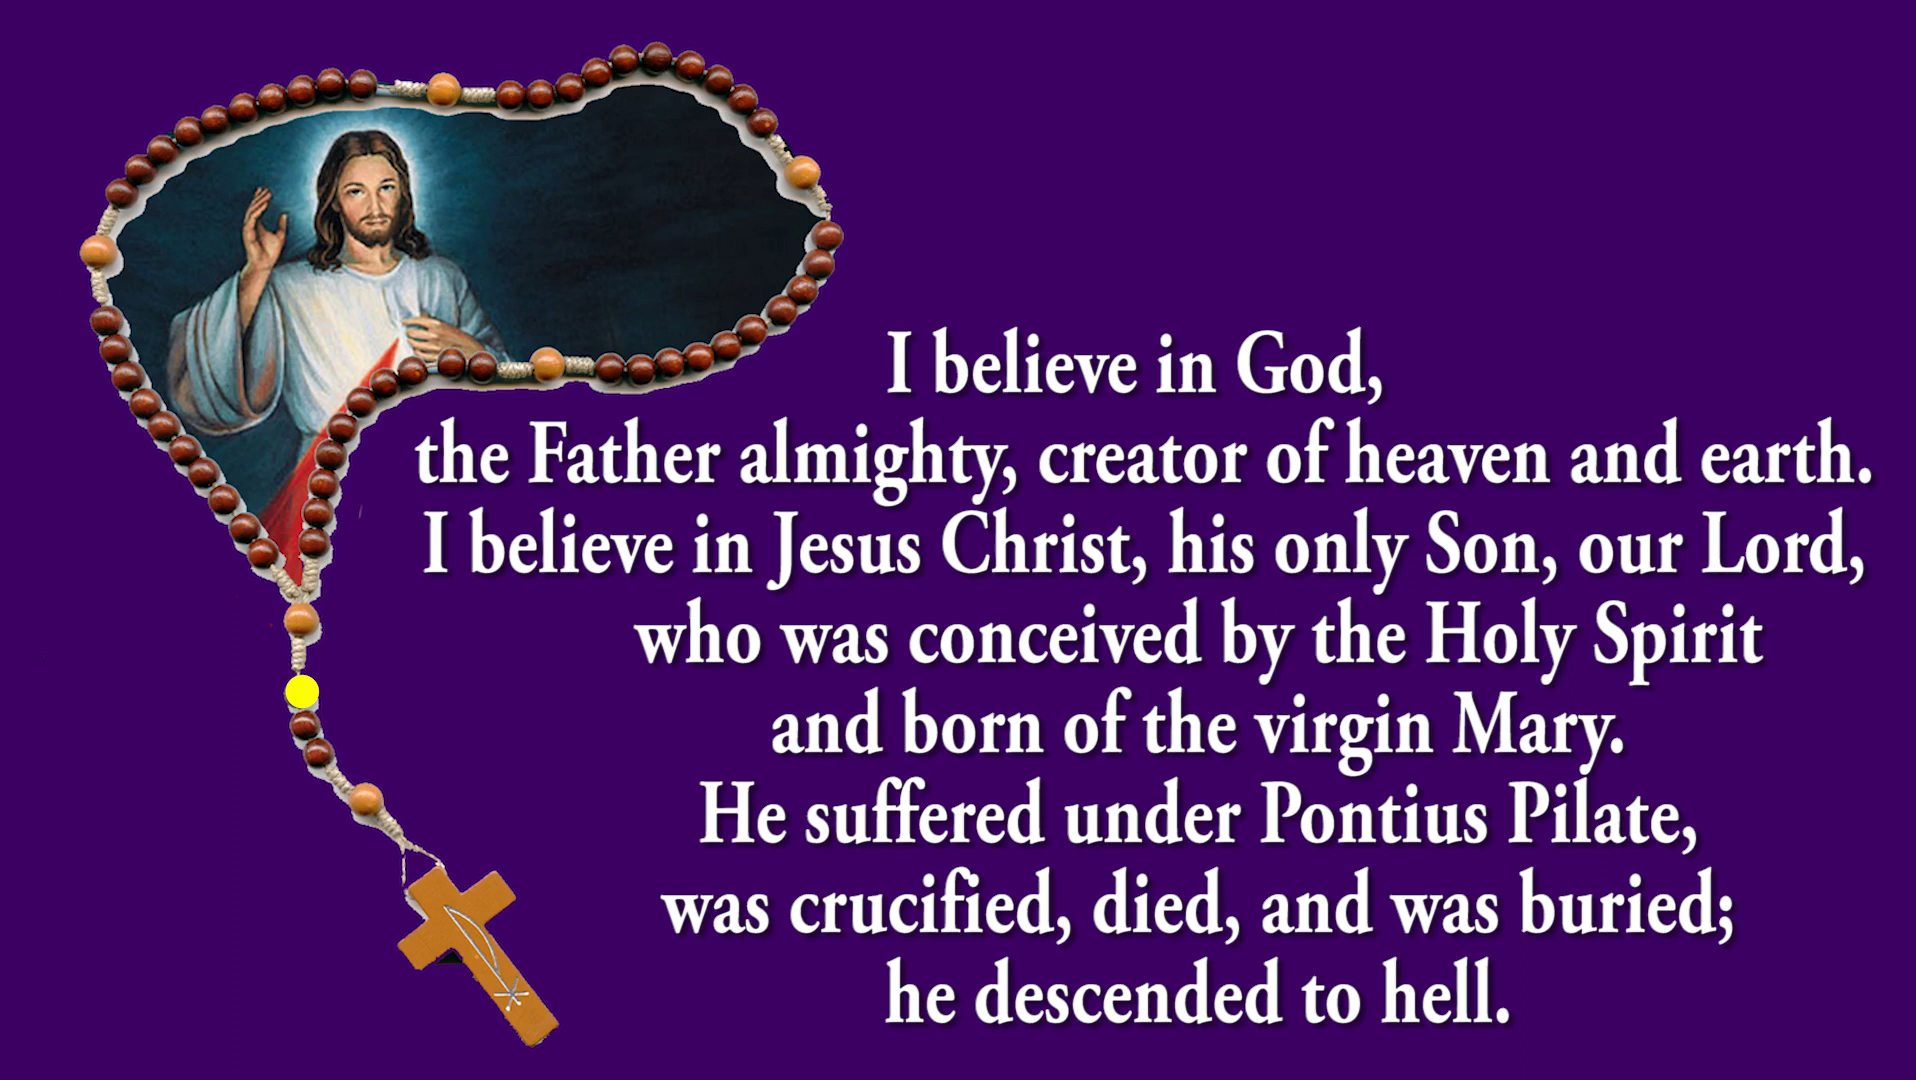 I believe in God,
the Father almighty, creator of heaven and earth.
I believe in Jesus Christ, his only Son, our Lord,
who was conceived by the Holy Spirit
and born of the virgin Mary.
He suffered under Pontius Pilate,
was crucified, died, and was buried;
he descended to hell.